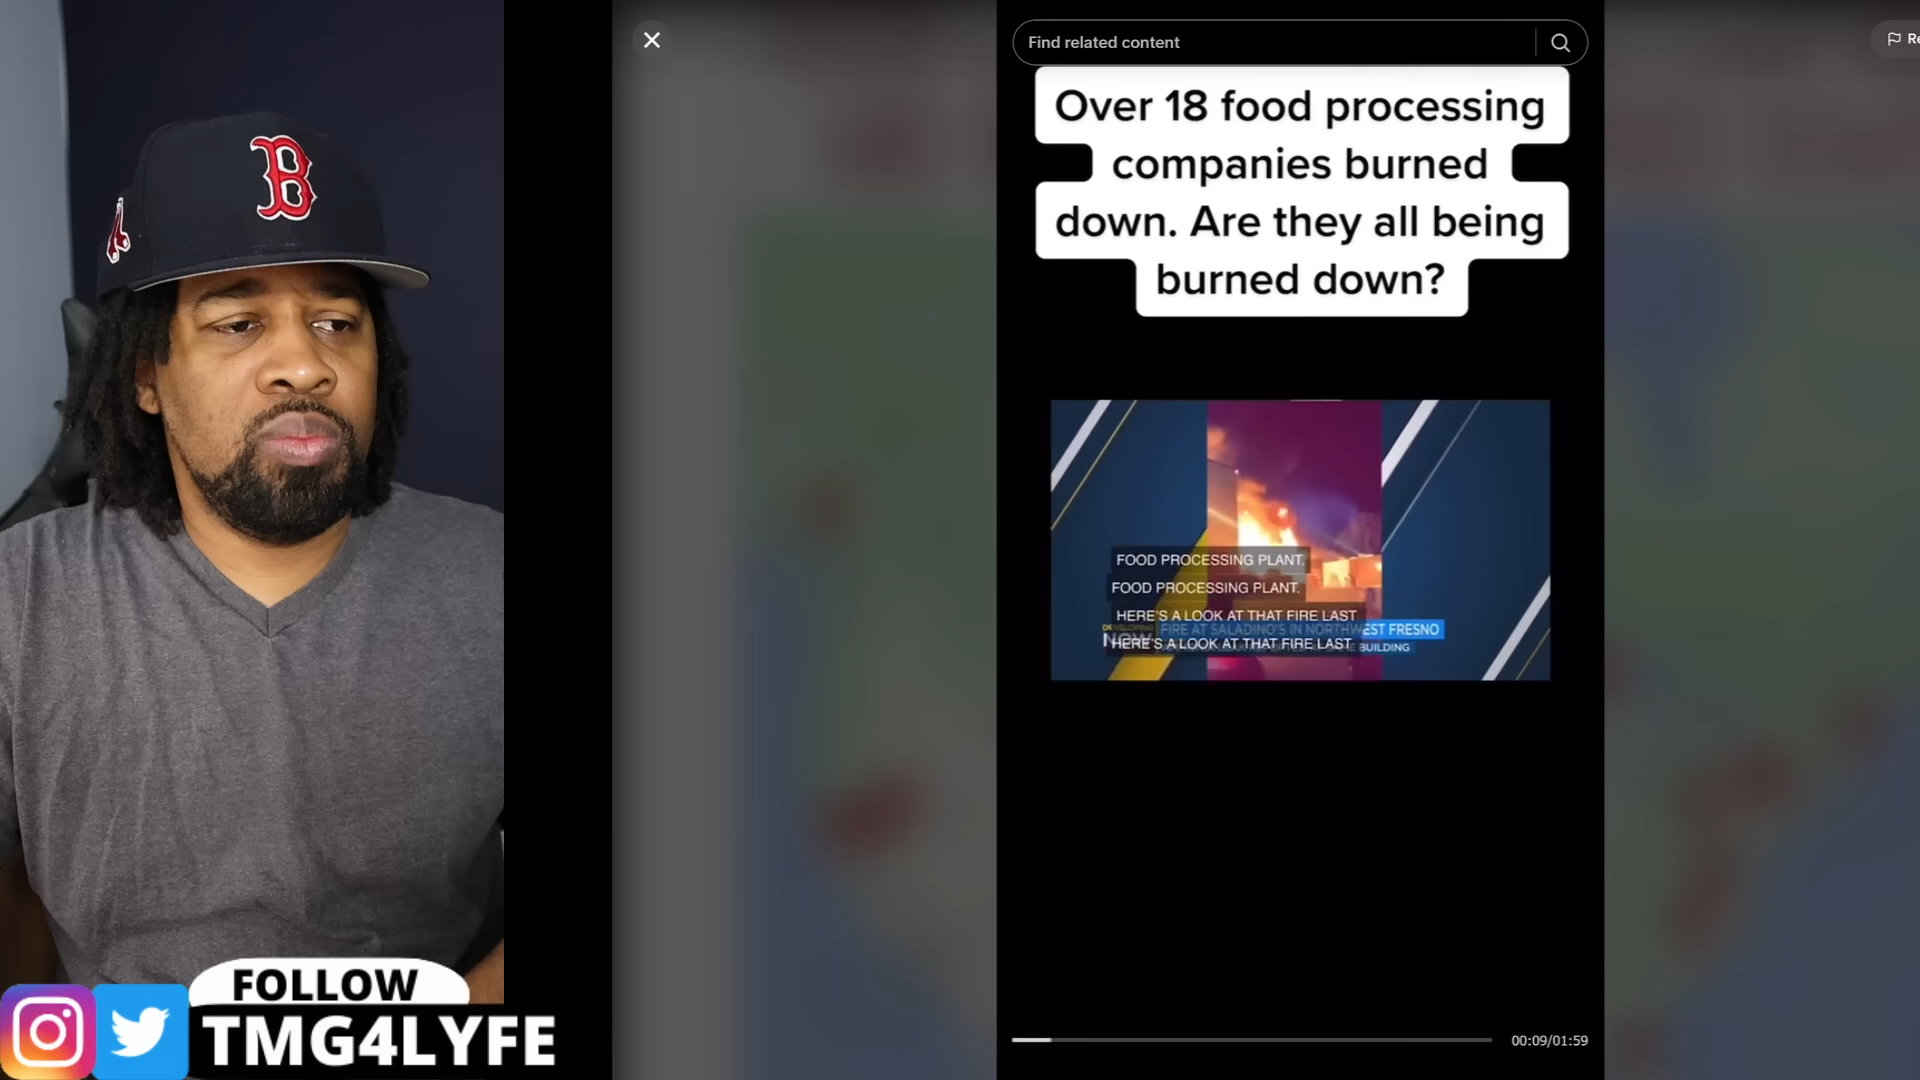 B
Find related content
Re
Over 18 food processing
companies burned
down. Are they all being
burned down?
FOOD PROCESSING PLANT.
FOOD PROCESSING PLANT.
HERE'S A LOOK AT THAT FIRE LAST
FIRE AT SALADINO'S IN NORTHWEST FRESNO
NOW
HERE'S A LOOK AT THAT FIRE LAST
BUILDING
FOLLOW
TMG4LYFE
00:09/01:59